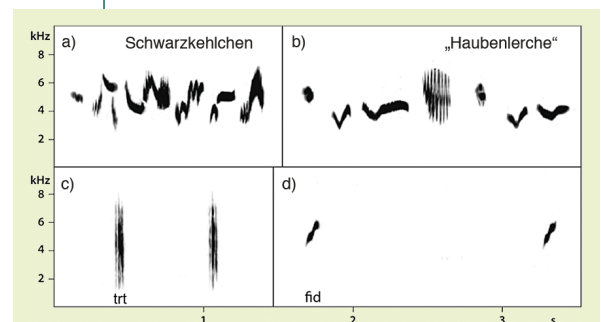 kHz
a) Schwarzkehlchen
b) „Haubenlerche“
8
6
4
2
kHz
c)
d)
8
6
4
2
trt
fid
1
2
3
s